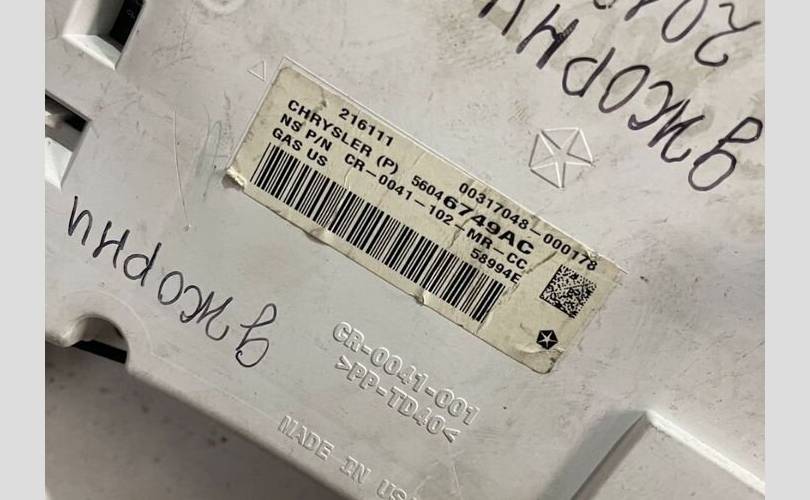 216111 00317048-000178
CHRYSLER (P) 56046749AC
NS P/N CR-0041-102-MR-CC
GAS US 58994E
CR-0041-001
>PP-TD40<
MADE IN USA
джорни
джорни